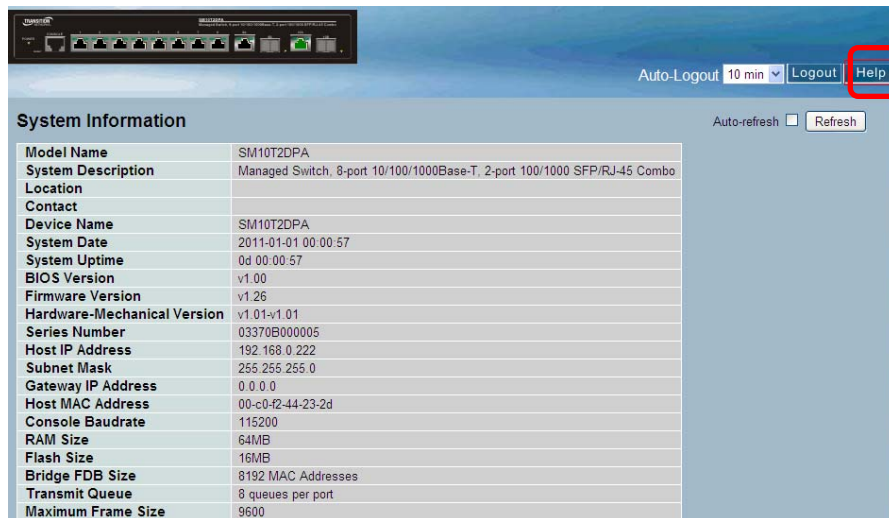 TRANSITION
SM10T2DPA
Auto-Logout 10 min Logout Help
System Information
Auto-refresh Refresh
Model Name SM10T2DPA
System Description Managed Switch, 8-port 10/100/1000Base-T, 2-port 100/1000 SFP/RJ-45 Combo
Location
Contact
Device Name SM10T2DPA
System Date 2011-01-01 00:00:57
System Uptime 0d 00:00:57
BIOS Version v1.00
Firmware Version v1.26
Hardware-Mechanical Version v1.01-v1.01
Series Number 03370B000005
Host IP Address 192.168.0.222
Subnet Mask 255.255.255.0
Gateway IP Address 0.0.0.0
Host MAC Address 00-c0-f2-44-23-2d
Console Baudrate 115200
RAM Size 64MB
Flash Size 16MB
Bridge FDB Size 8192 MAC Addresses
Transmit Queue 8 queues per port
Maximum Frame Size 9600